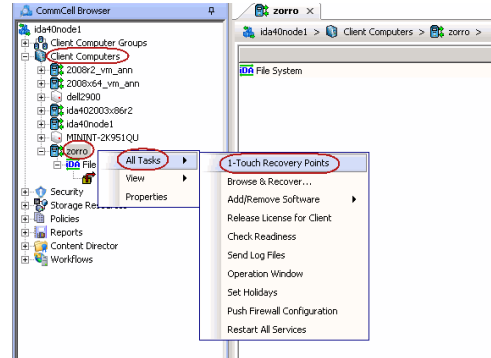 CommCell Browser
zorro
ida40node1
ida40node1 > Client Computers > zorro >
Client Computer Groups
Client Computers
2008r2_vm_ann
2008x64_vm_ann
iDA File System
dell2900
ida402003x86r2
ida40node1
MININT-2K951QU
zorro
iDA File
All Tasks
View
Properties
1-Touch Recovery Points
Browse & Recover...
Add/Remove Software
Release License for Client
Check Readiness
Send Log Files
Operation Window
Set Holidays
Push Firewall Configuration
Restart All Services
Security
Storage Re
Policies
Reports
Content Director
Workflows